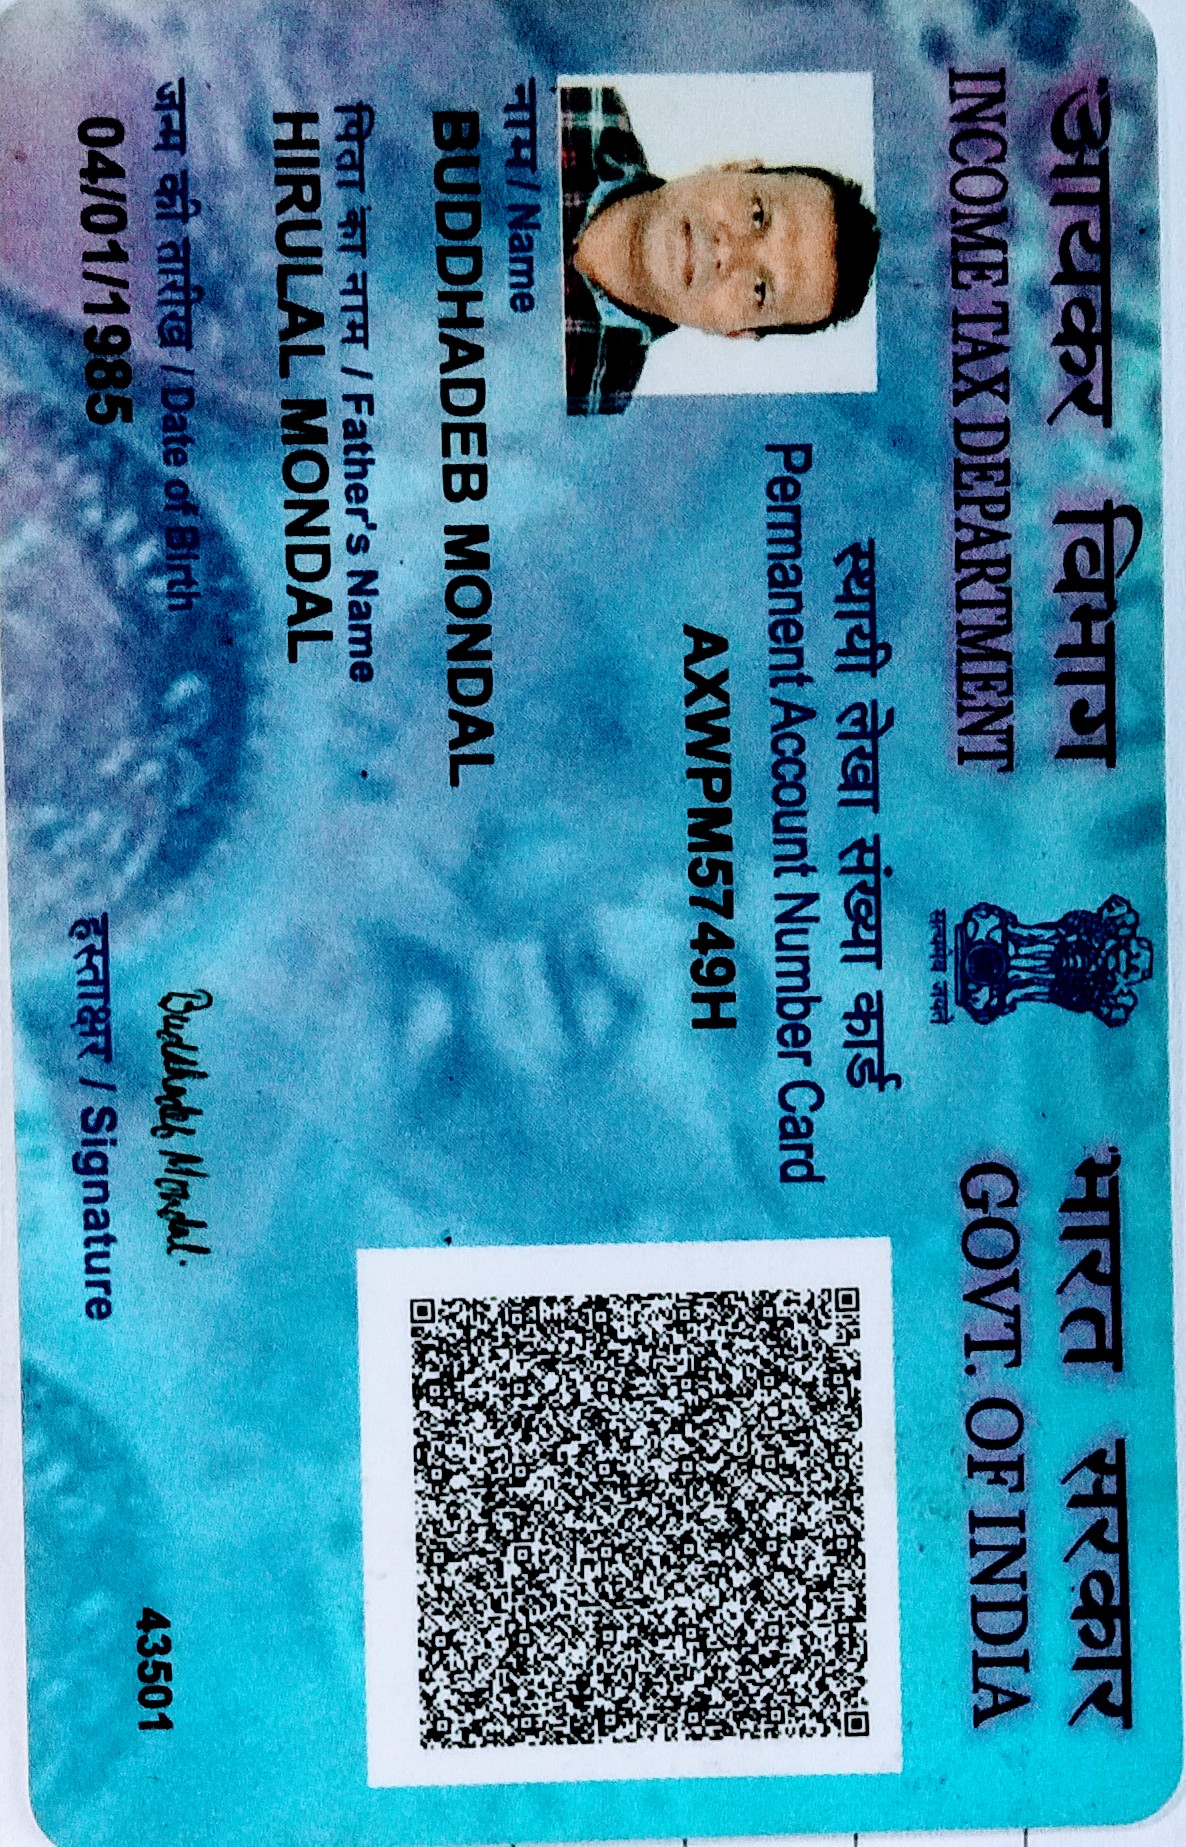 आयकर विभाग
INCOME TAX DEPARTMENT
सत्यमेव जयते
भारत सरकार
GOVT. OF INDIA
स्थायी लेखा संख्या कार्ड
Permanent Account Number Card
AXWPM5749H
नाम / Name
BUDDHADEB MONDAL
पिता का नाम / Father's Name
HIRULAL MONDAL
जन्म की तारीख / Date of Birth
04/01/1985
Buddhadeb Mondal.
हस्ताक्षर / Signature
43501